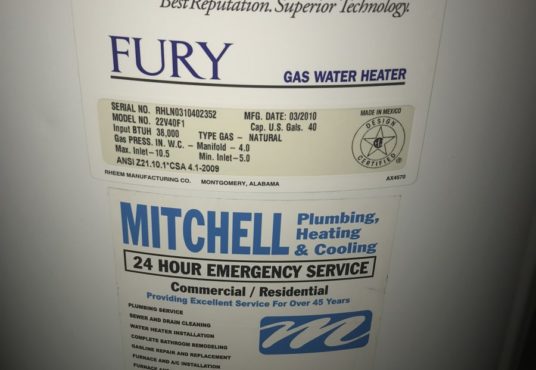 Best Reputation. Superior Technology.
FURY
GAS WATER HEATER
SERIAL NO. RHLN0310402352 MFG. DATE: 03/2010
MODEL NO. 22V40F1 Cap. U.S. Gals. 40
Input BTUH 38,000 TYPE GAS - NATURAL
Gas PRESS. IN. W.C. - Manifold - 4.0
Max. Inlet-10.5 Min. Inlet-5.0
ANSI Z21.10.1*CSA 4.1-2009
MADE IN MEXICO
DESIGN CERTIFIED
RHEEM MANUFACTURING CO. MONTGOMERY, ALABAMA AX4570
MITCHELL Plumbing,
Heating
& Cooling
24 HOUR EMERGENCY SERVICE
Commercial / Residential
Providing Excellent Service For Over 45 Years
PLUMBING SERVICE
SEWER AND DRAIN CLEANING
WATER HEATER INSTALLATION
COMPLETE BATHROOM REMODELING
GASLINE REPAIR AND REPLACEMENT
FURNACE AND A/C INSTALLATION
m